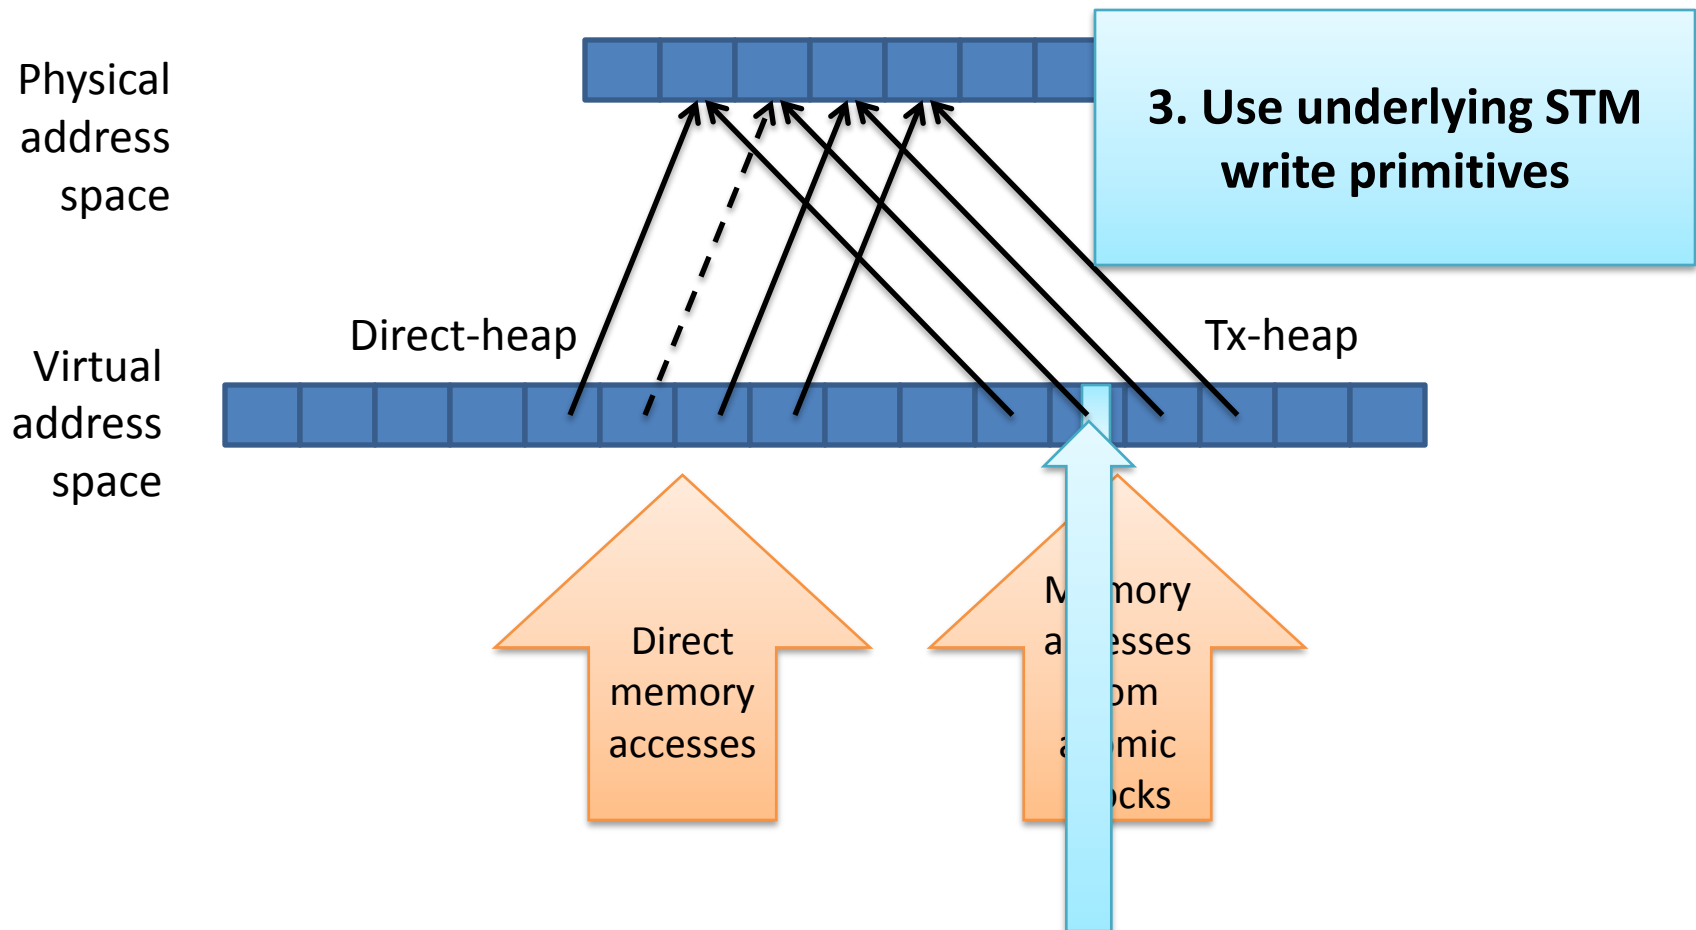 Physical
address
space
3. Use underlying STM
write primitives
Direct-heap
Tx-heap
Virtual
address
space
Direct
memory
accesses